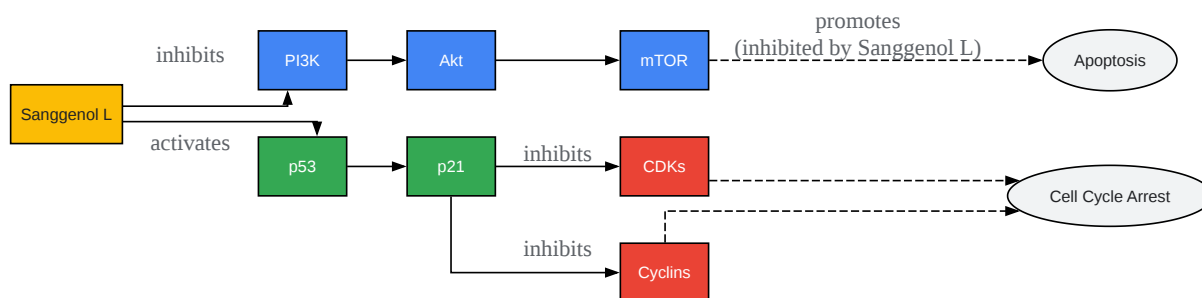 promotes
(inhibited by Sanggenol L)
inhibits
PI3K
Akt
mTOR
Apoptosis
Sanggenol L
activates
p53
p21
inhibits
CDKs
Cell Cycle Arrest
inhibits
Cyclins